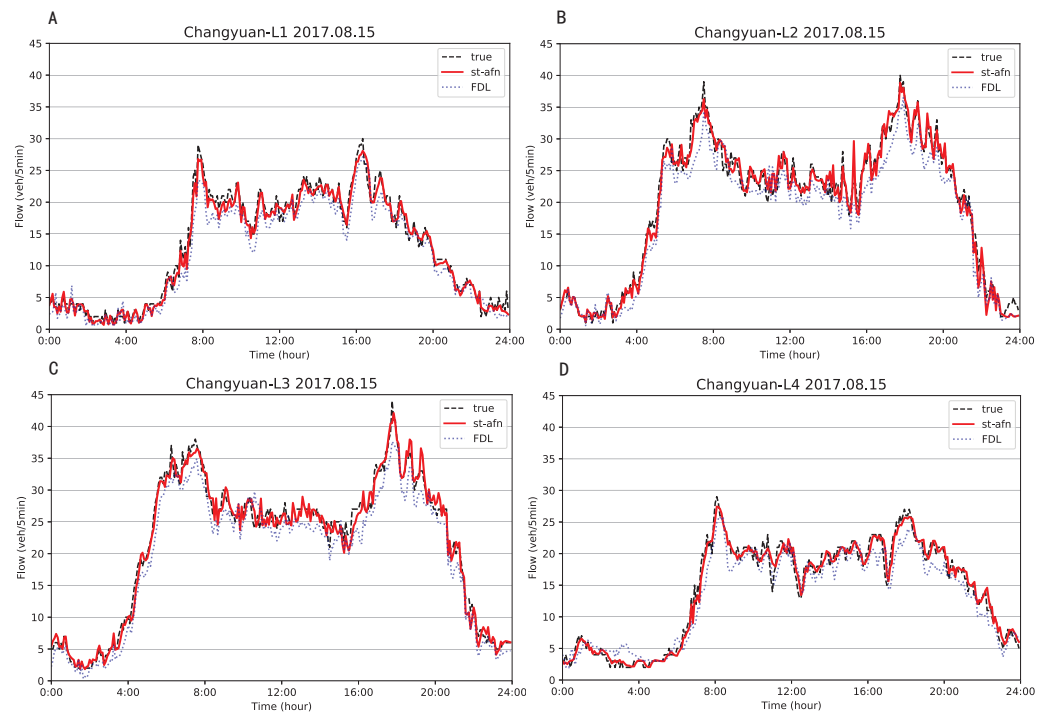 A
Changyuan-L1 2017.08.15
45
40
35
30
25
20
15
10
5
0
Flow (veh/5min)
true
st-afn
FDL
0:00 4:00 8:00 12:00 16:00 20:00 24:00
Time (hour)
B
Changyuan-L2 2017.08.15
45
40
35
30
25
20
15
10
5
0
Flow (veh/5min)
true
st-afn
FDL
0:00 4:00 8:00 12:00 16:00 20:00 24:00
Time (hour)
C
Changyuan-L3 2017.08.15
45
40
35
30
25
20
15
10
5
0
Flow (veh/5min)
true
st-afn
FDL
0:00 4:00 8:00 12:00 16:00 20:00 24:00
Time (hour)
D
Changyuan-L4 2017.08.15
45
40
35
30
25
20
15
10
5
0
Flow (veh/5min)
true
st-afn
FDL
0:00 4:00 8:00 12:00 16:00 20:00 24:00
Time (hour)